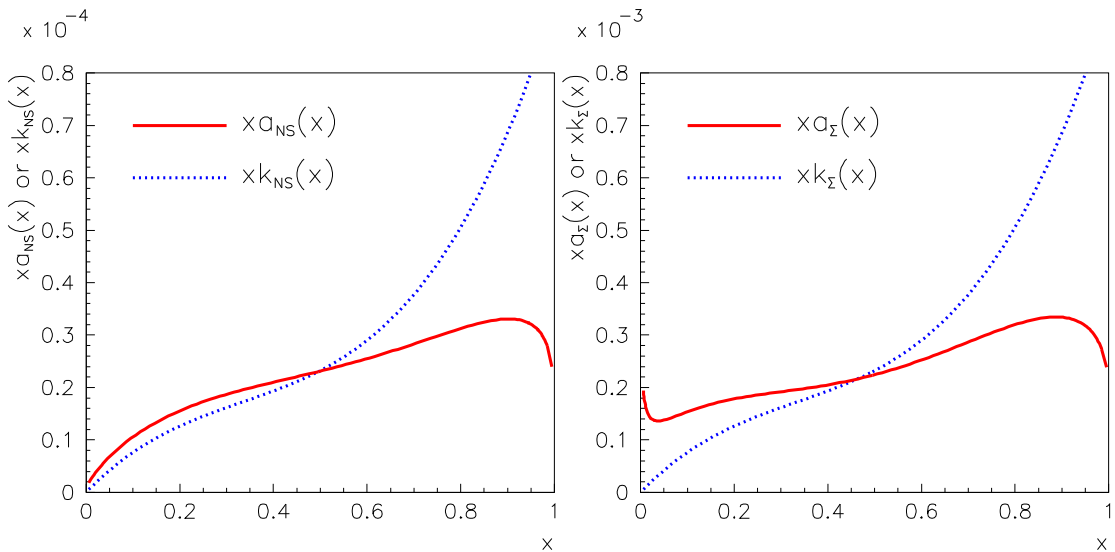 x 10⁻⁴
xa_NS(x) or xk_NS(x)
0.8
0.7
0.6
0.5
0.4
0.3
0.2
0.1
0
xa_NS(x)
xk_NS(x)
0 0.2 0.4 0.6 0.8 1
x
x 10⁻³
xa_Σ(x) or xk_Σ(x)
0.8
0.7
0.6
0.5
0.4
0.3
0.2
0.1
0
xa_Σ(x)
xk_Σ(x)
0 0.2 0.4 0.6 0.8 1
x